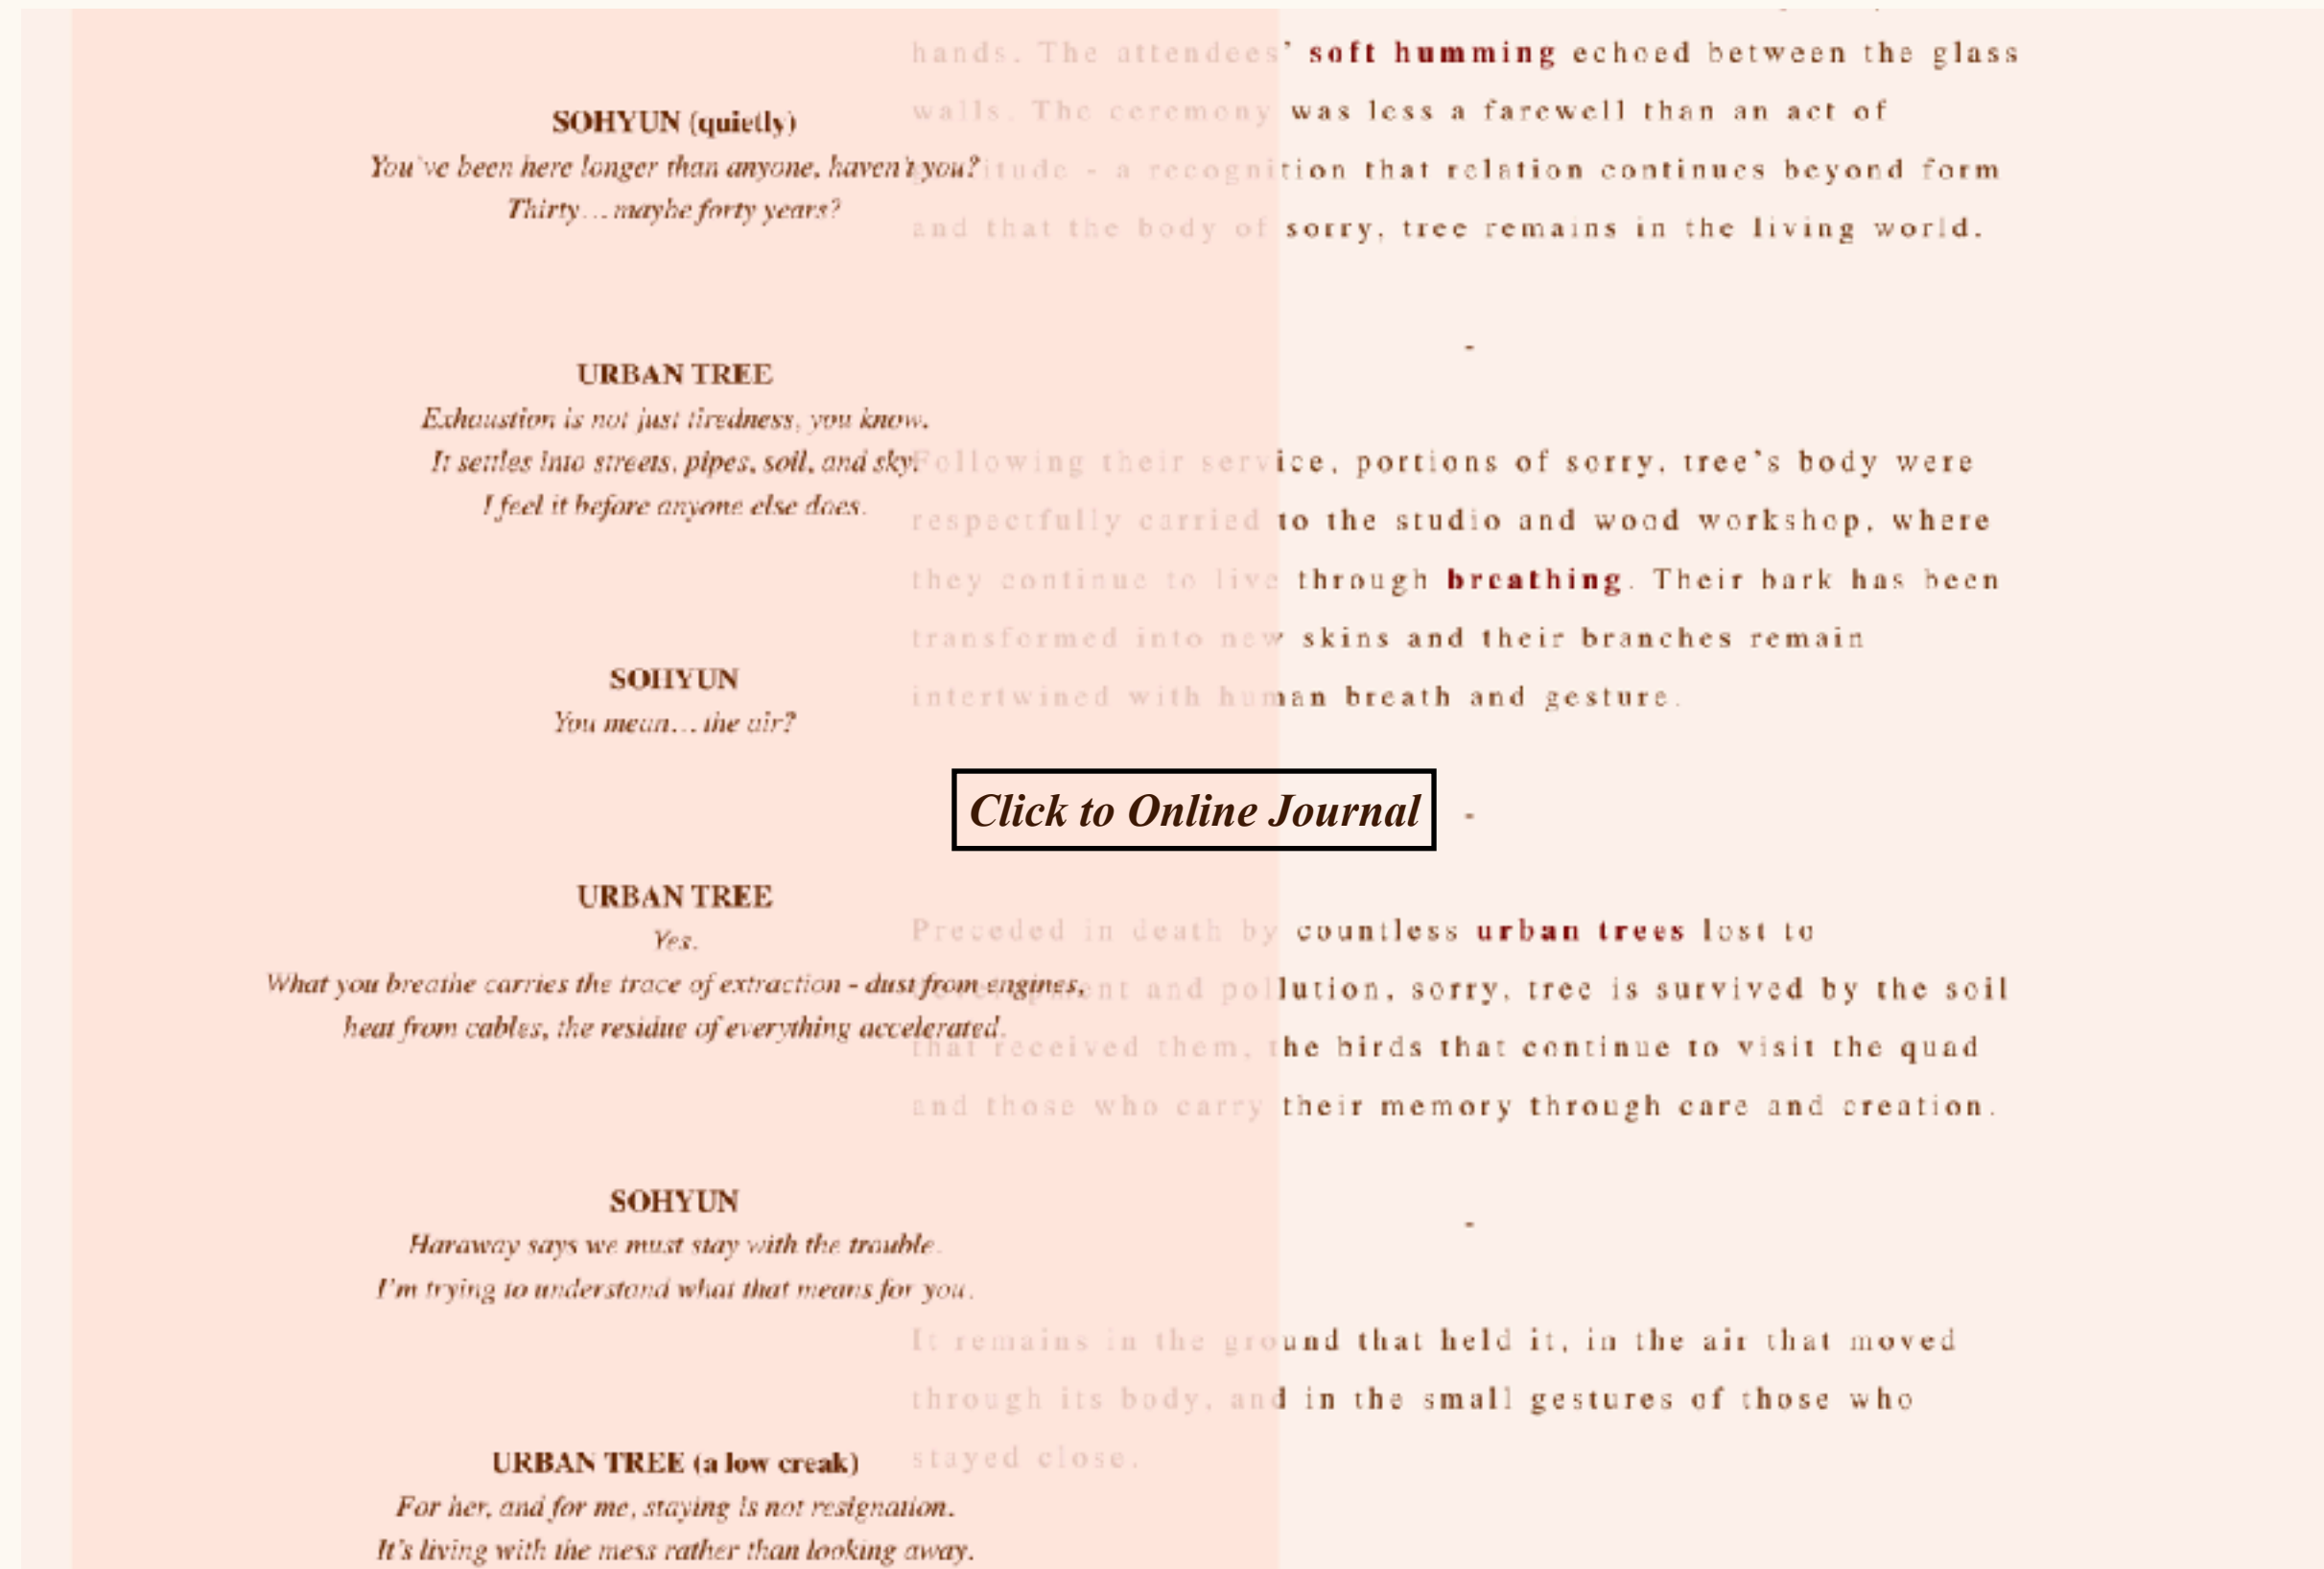 SOHYUN (quietly)
You've been here longer than anyone, haven't you?
Thirty... maybe forty years?
URBAN TREE
Exhaustion is not just tiredness, you know.
It settles into streets, pipes, soil, and sky.
I feel it before anyone else does.
SOHYUN
You mean... the air?
URBAN TREE
Yes.
What you breathe carries the trace of extraction - dust from engines,
heat from cables, the residue of everything accelerated.
SOHYUN
Haraway says we must stay with the trouble.
I'm trying to understand what that means for you.
URBAN TREE (a low creak)
For her, and for me, staying is not resignation.
It's living with the mess rather than looking away.
hands. The attendees' soft humming echoed between the glass
walls. The ceremony was less a farewell than an act of
- a recognition that relation continues beyond form
and that the body of sorry, tree remains in the living world.
-
Following their service, portions of sorry, tree's body were
respectfully carried to the studio and wood workshop, where
they continue to live through breathing. Their bark has been
transformed into new skins and their branches remain
intertwined with human breath and gesture.
-
Preceded in death by countless urban trees lost to
development and pollution, sorry, tree is survived by the soil
that received them, the birds that continue to visit the quad
and those who carry their memory through care and creation.
-
It remains in the ground that held it, in the air that moved
through its body, and in the small gestures of those who
stayed close.
Click to Online Journal